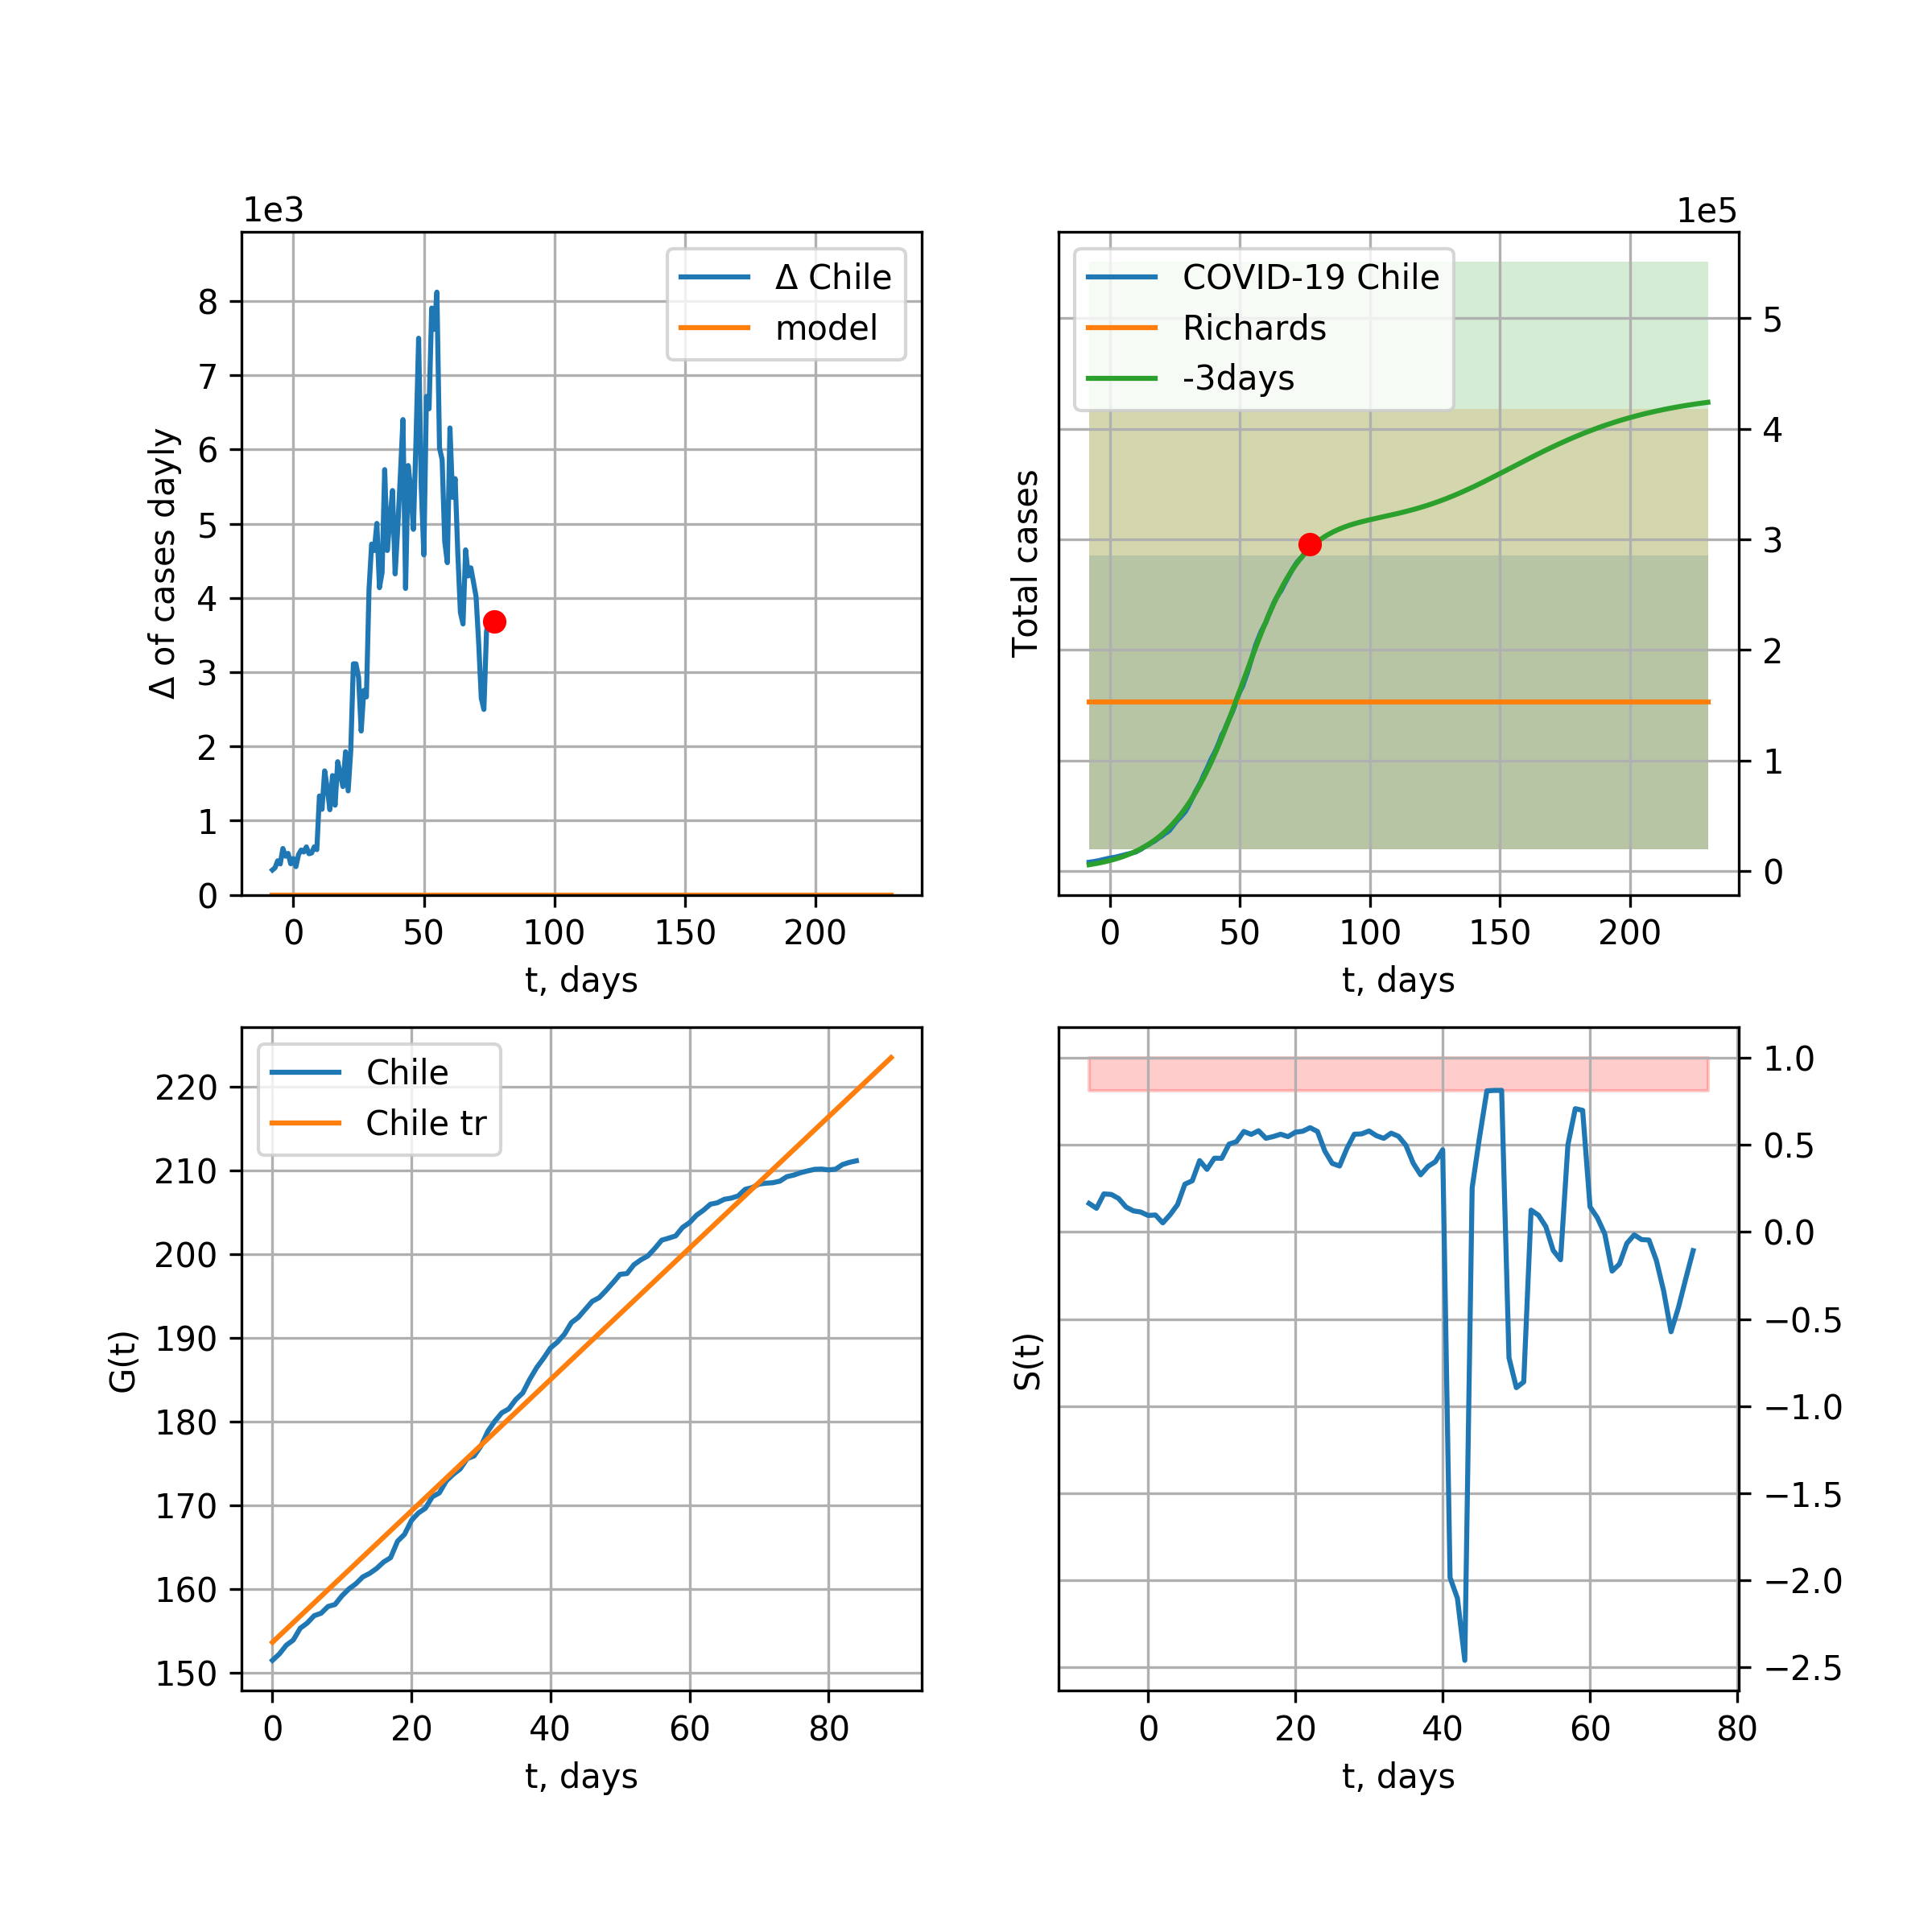 1e3
Δ of cases dayly
8
7
6
5
4
3
2
1
0
Δ Chile
model
0 50 100 150 200
t, days
1e5
Total cases
COVID-19 Chile
Richards
-3days
5
4
3
2
1
0
0 50 100 150 200
t, days
G(t)
220
210
200
190
180
170
160
150
Chile
Chile tr
0 20 40 60 80
t, days
S(t)
1.0
0.5
0.0
−0.5
−1.0
−1.5
−2.0
−2.5
0 20 40 60 80
t, days